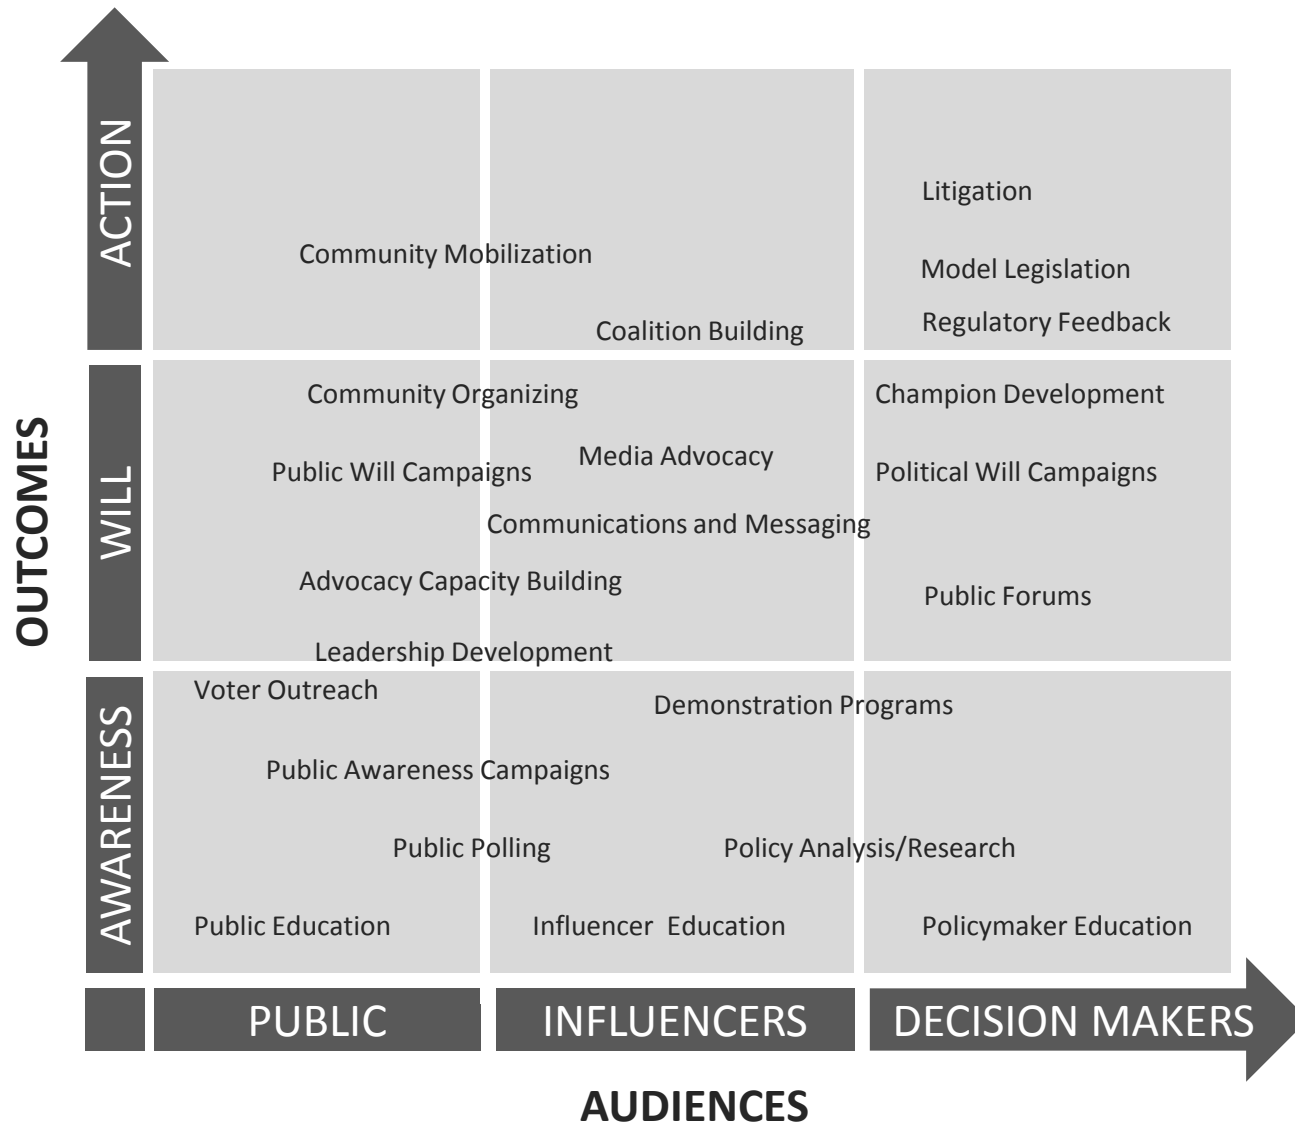 ACTION
Litigation
Community Mobilization
Model Legislation
Regulatory Feedback
Coalition Building
OUTCOMES
WILL
Community Organizing
Champion Development
Media Advocacy
Public Will Campaigns
Political Will Campaigns
Communications and Messaging
Advocacy Capacity Building
Public Forums
Leadership Development
AWARENESS
Voter Outreach
Demonstration Programs
Public Awareness Campaigns
Public Polling
Policy Analysis/Research
Public Education
Influencer Education
Policymaker Education
PUBLIC
INFLUENCERS
DECISION MAKERS
AUDIENCES